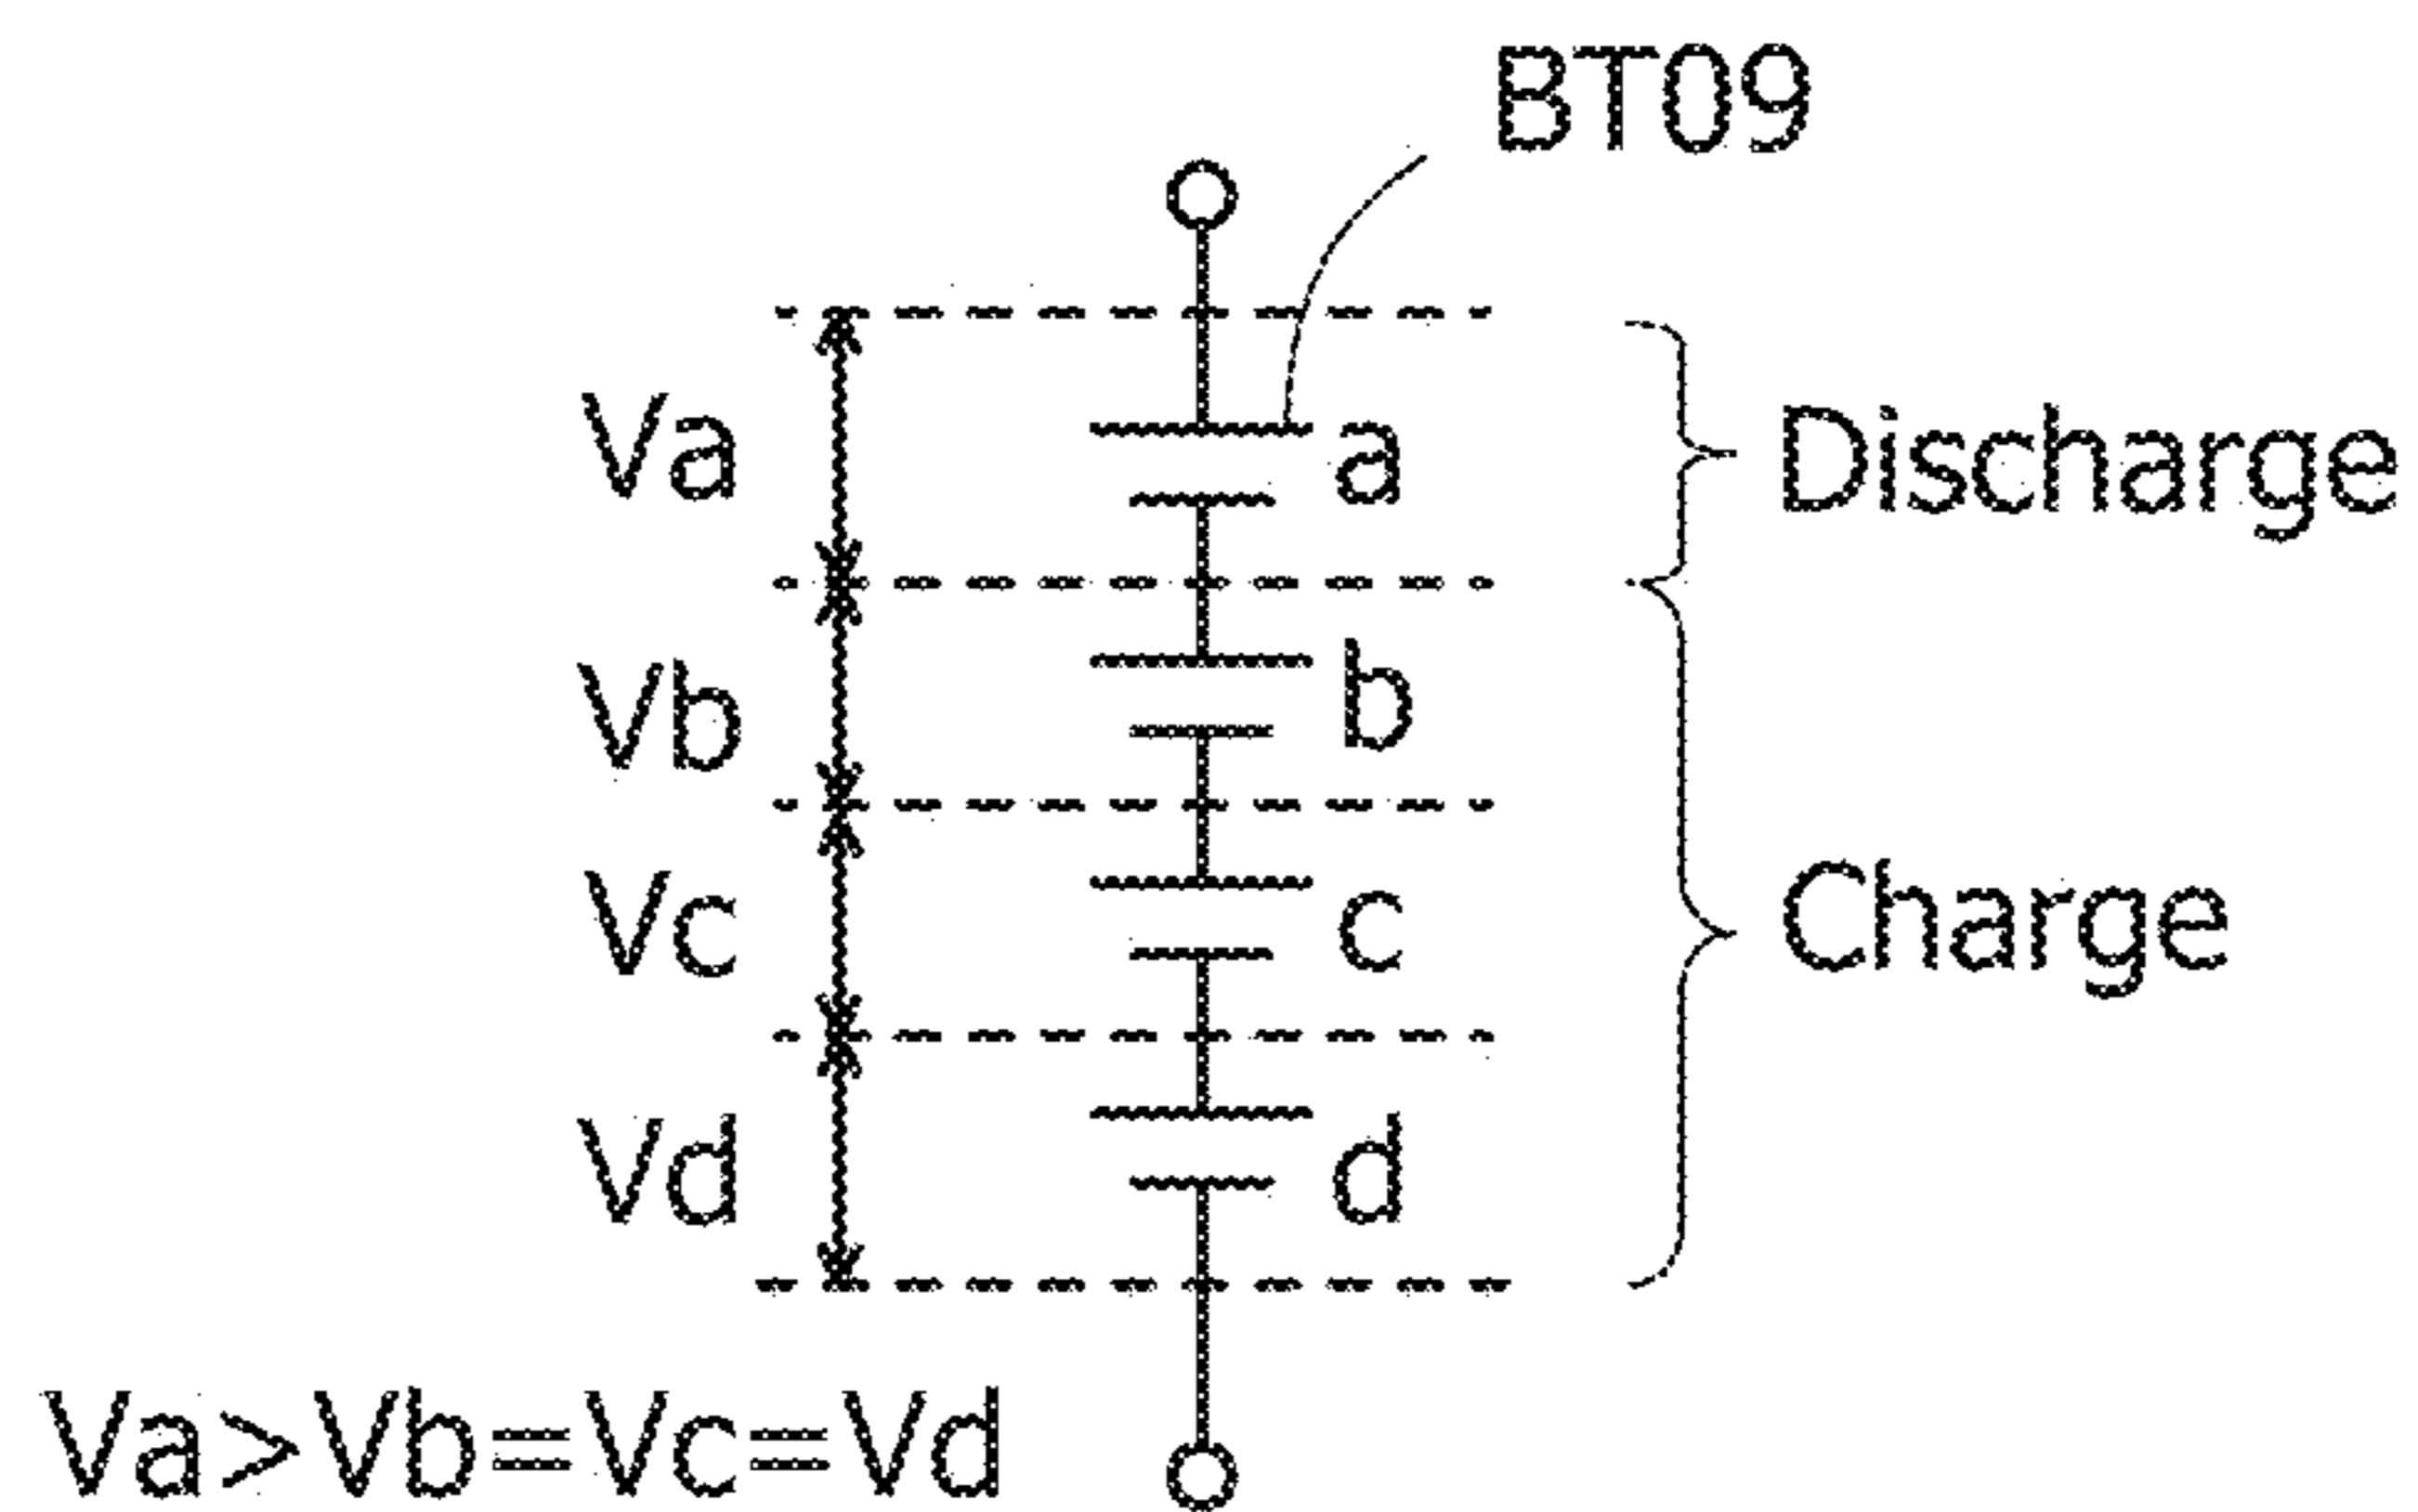 BT09
Va
a
Discharge
Vb
b
Vc
c
Charge
Vd
d
Va>Vb=Vc=Vd